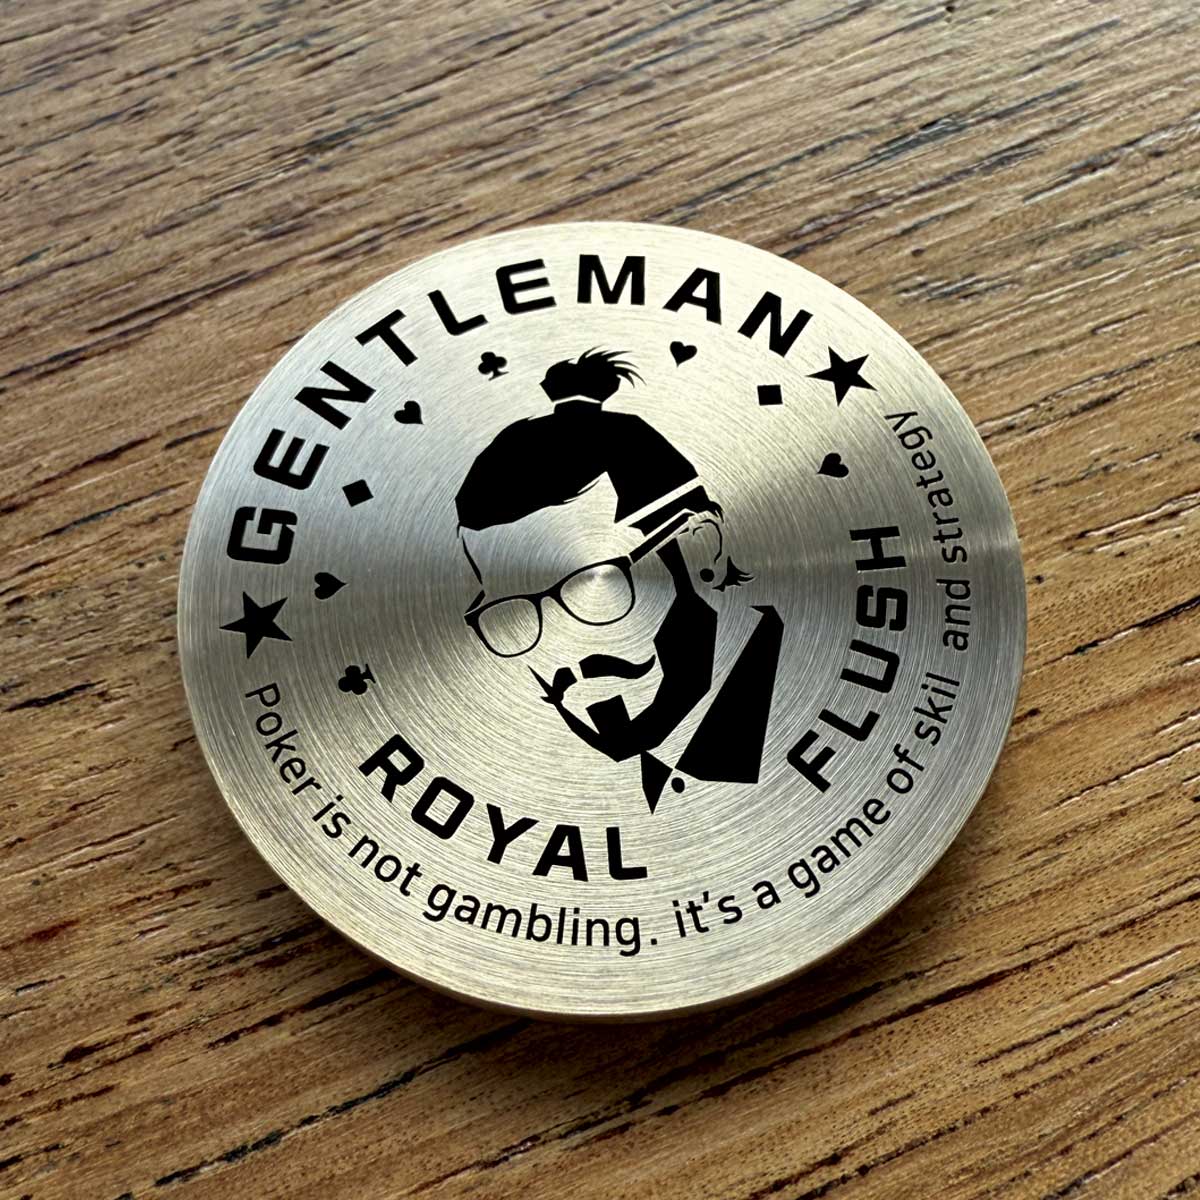 GENTLEMAN
ROYAL FLUSH
Poker is not gambling. it's a game of skil and strategy